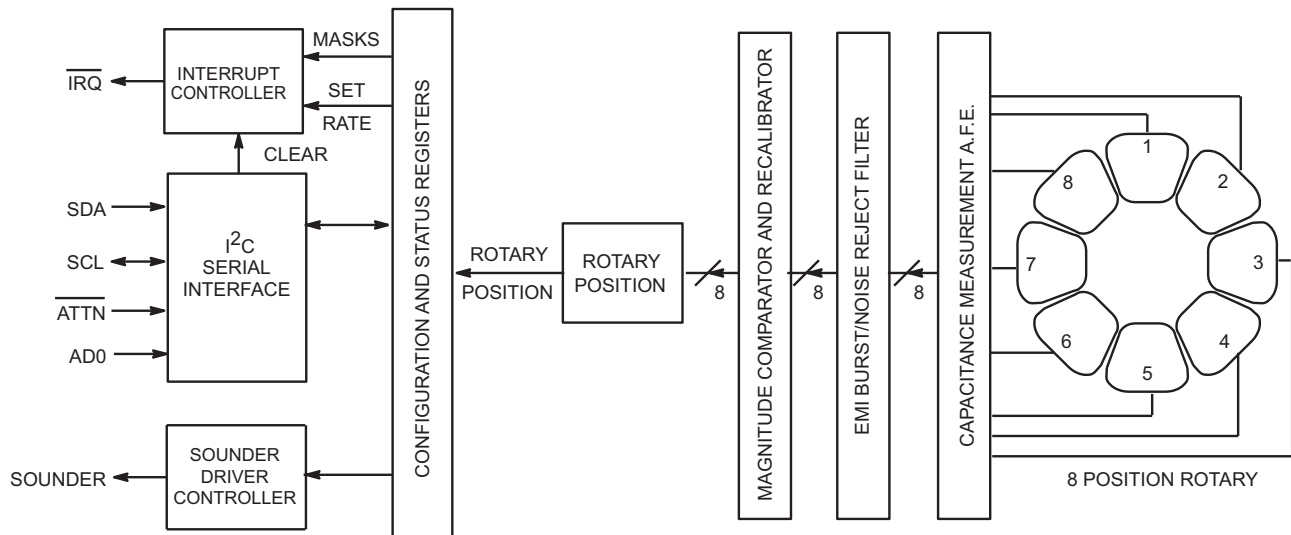 IRQ
INTERRUPT
CONTROLLER
MASKS
SET
RATE
CLEAR
SDA
SCL
ATTN
AD0
I2C
SERIAL
INTERFACE
SOUNDER
SOUNDER
DRIVER
CONTROLLER
CONFIGURATION AND STATUS REGISTERS
ROTARY
POSITION
ROTARY
POSITION
8
MAGNITUDE COMPARATOR AND RECALIBRATOR
8
EMI BURST/NOISE REJECT FILTER
8
CAPACITANCE MEASUREMENT A.F.E.
1
2
3
4
5
6
7
8
8 POSITION ROTARY